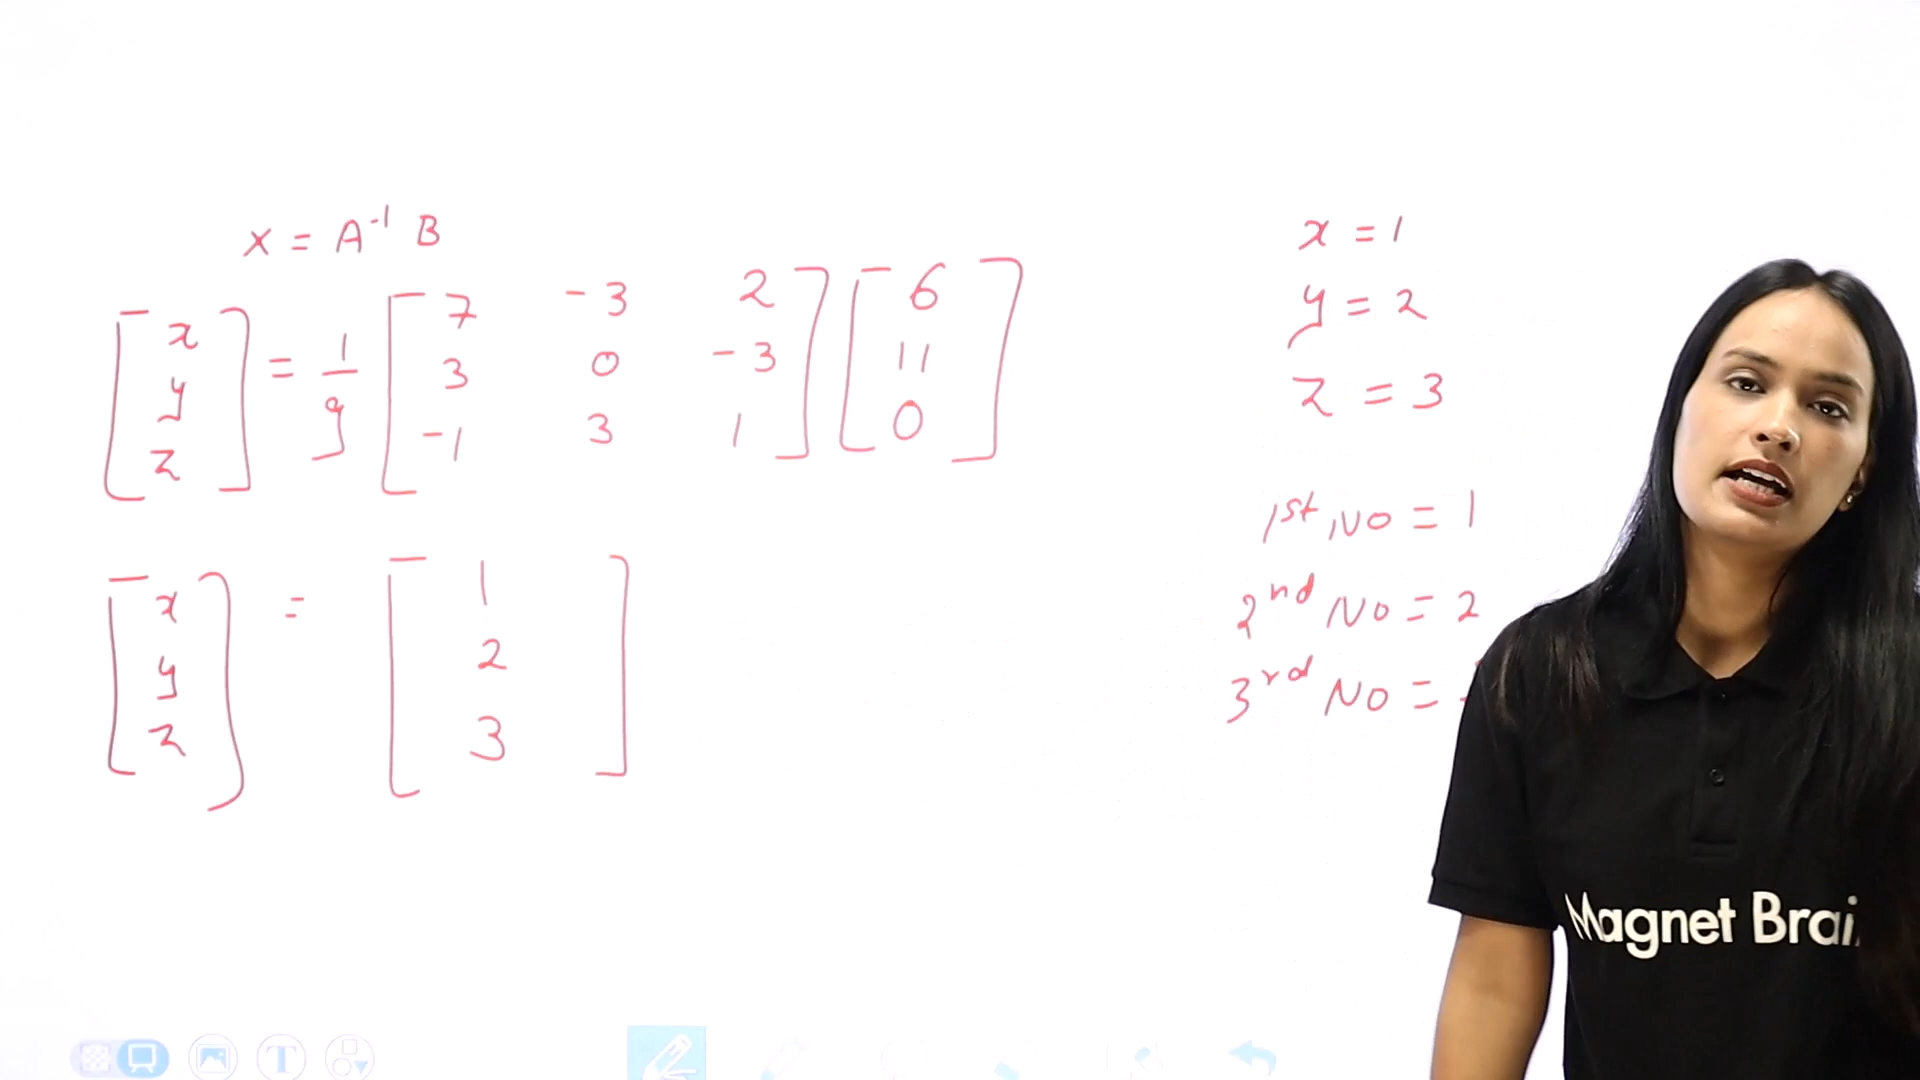 x = A⁻¹ B
[x y z] = 1/9 [7 -3 2; 3 0 -3; -1 3 1] [6 11 0]
[x y z] = [1 2 3]
x = 1
y = 2
z = 3
1st NO = 1
2nd NO = 2
3rd NO =
Magnet Brai
T